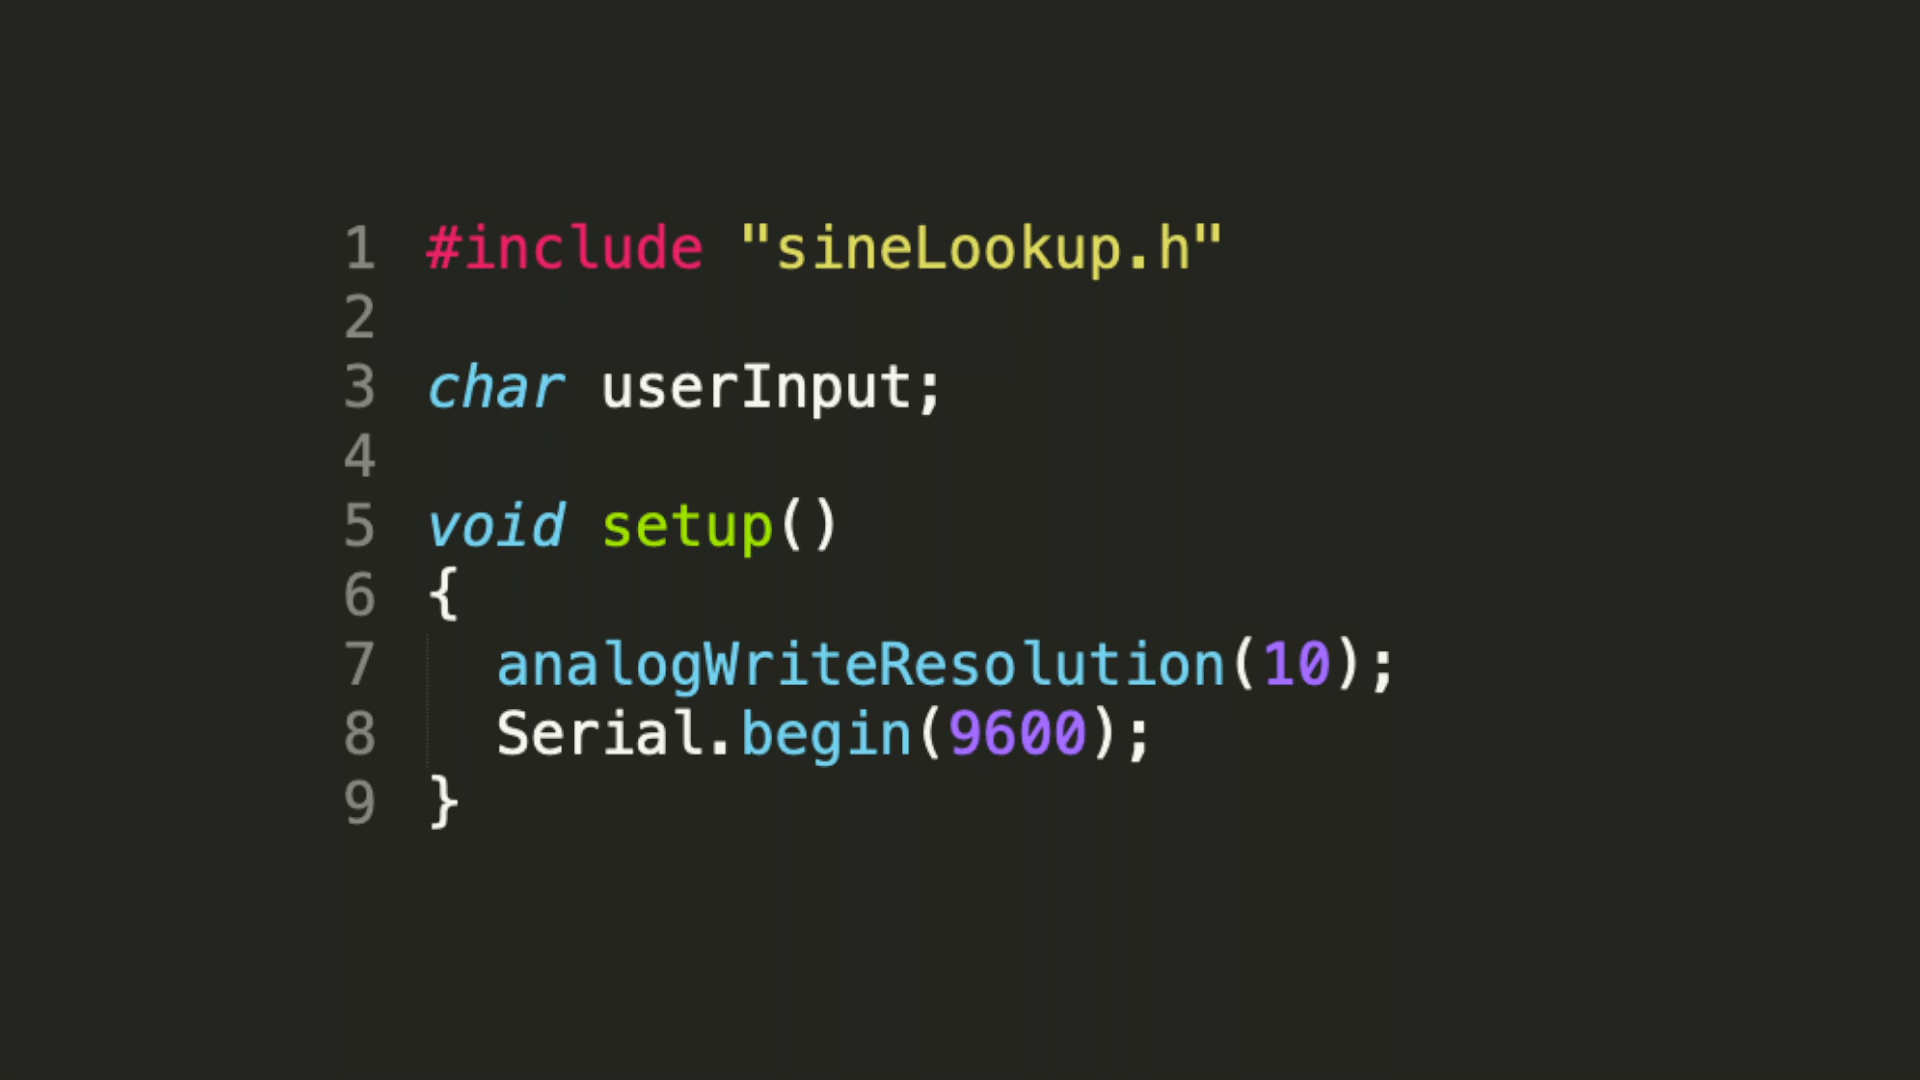 1 #include "sineLookup.h"
2
3 char userInput;
4
5 void setup()
6 {
7 analogWriteResolution(10);
8 Serial.begin(9600);
9 }